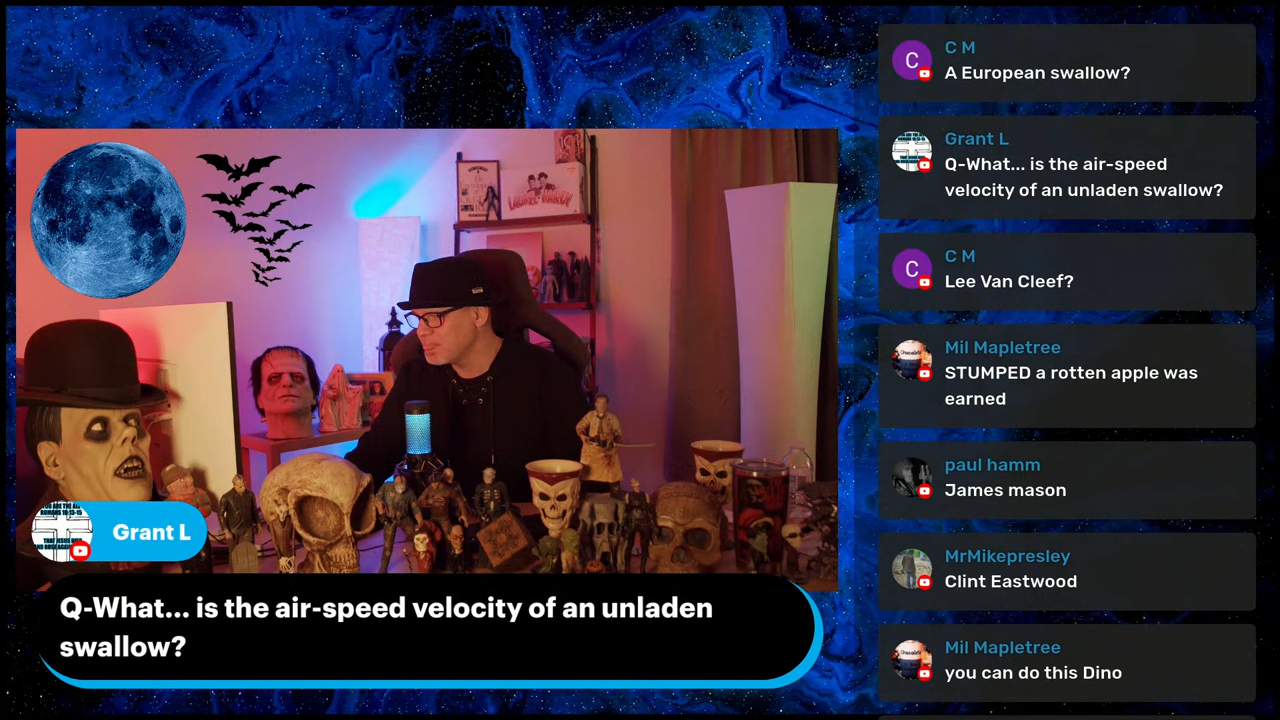 LAUREL & HARDY
Grant L
Q-What... is the air-speed velocity of an unladen
swallow?
C
C M
A European swallow?
Grant L
Q-What... is the air-speed
velocity of an unladen swallow?
C
C M
Lee Van Cleef?
Mil Mapletree
STUMPED a rotten apple was
earned
paul hamm
James mason
MrMikepresley
Clint Eastwood
Mil Mapletree
you can do this Dino